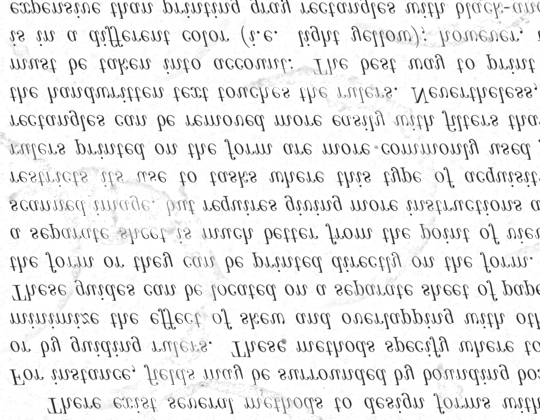 There exist several methods to design forms with
For instance, fields may be surrounded by bounding bo
or by guiding rulers. These methods specify where to
minimize the effect of skew and overlapping with oth
These guides can be located on a separate sheet of pape
the form or they can be printed directly on the form.
a separate sheet is much better from the point of view
scanned image, but requires giving more instructions a
restricts its use to tasks where this type of acquisit
rulers printed on the form are more commonly used
rectangles can be removed more easily with filters tha
the handwritten text touches the rulers. Nevertheless,
must be taken into account: The best way to print
is in a different color (i.e. light yellow); however,
expensive than printing gray rectangles with black-and